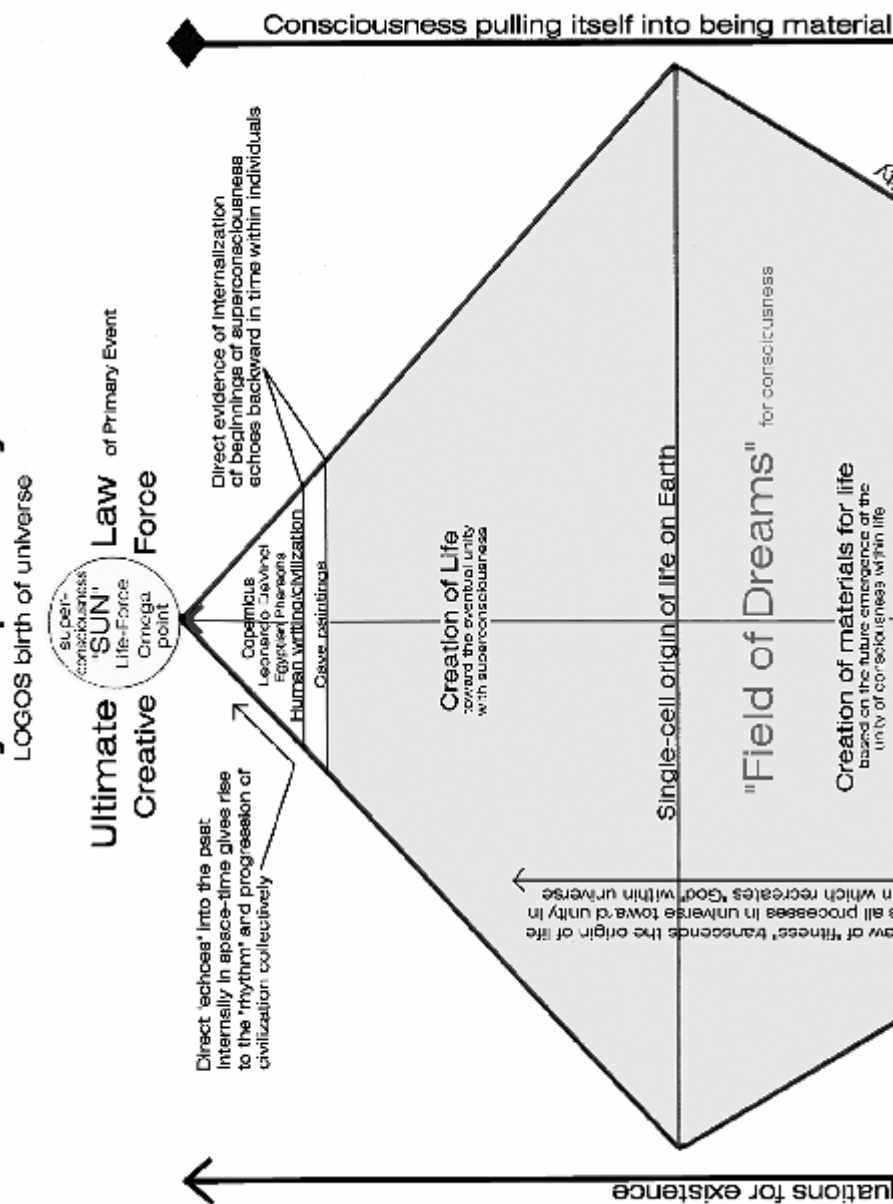 Consciousness pulling itself into being material
LOGOS birth of universe
Ultimate Law of Primary Event
Creative Force
super-
consciousness
"SUN"
Life-Force
Omega
point
Direct evidence of internalization
of beginnings of superconsciousness
echoes backward in time within individuals
Direct "echoes" into the past
Internally in space-time gives rise
to the "rhythm" and progression of
civilization collectively
Copernicus
Leonardo DaVinci
Egyptian Pharaohs
Human writing/civilization
Cave paintings
Creation of Life
toward the eventual unity
with superconsciousness
Single-cell origin of life on Earth
"Field of Dreams" for consciousness
Creation of materials for life
based on the future emergence of the
unity of consciousness within life
aw of "fitness" transcends the origin of life
s all processes in universe toward unity in
n which recreates "God" within universe
uations for existence